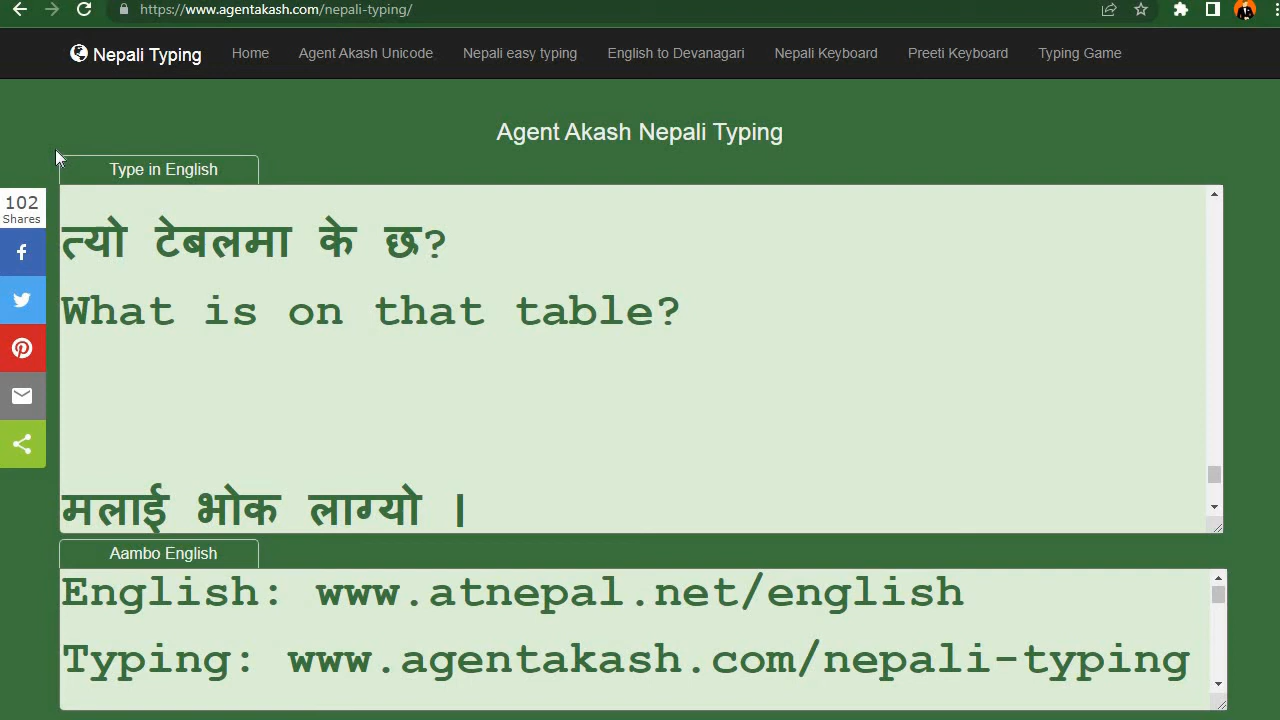 https://www.agentakash.com/nepali-typing/
Nepali Typing Home Agent Akash Unicode Nepali easy typing English to Devanagari Nepali Keyboard Preeti Keyboard Typing Game
Agent Akash Nepali Typing
Type in English
102
Shares
त्यो टेबलमा के छ?
What is on that table?
मलाई भोक लाग्यो |
Aambo English
English: www.atnepal.net/english
Typing: www.agentakash.com/nepali-typing